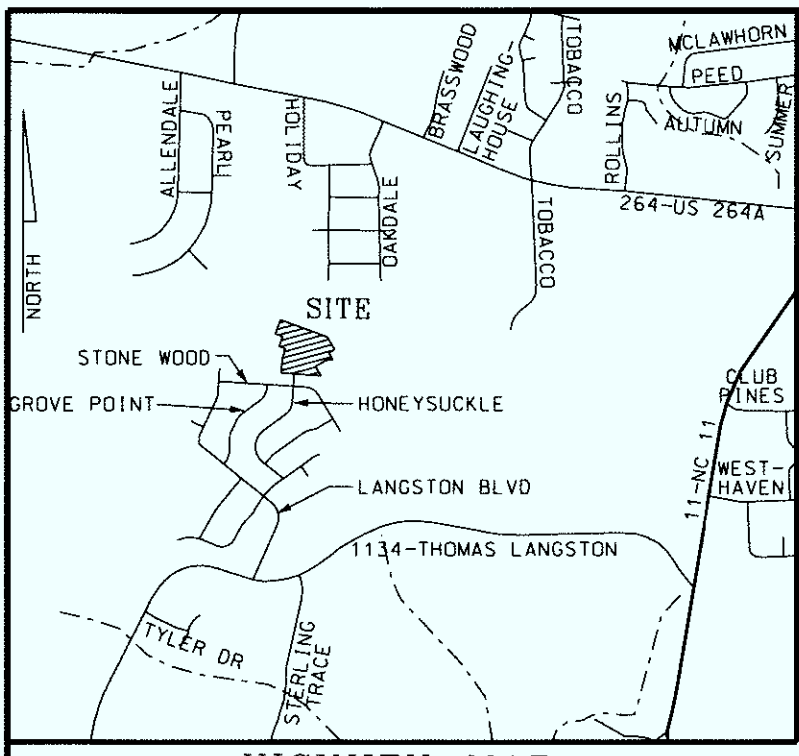 MCLAWHORN
PEED
SUMMER
AUTUMN
ROLLINS
TOBACCO
LAUGHING-
HOUSE
BRASSWOOD
HOLIDAY
PEARL
ALLENDALE
OAKDALE
264-US 264A
TOBACCO
NORTH
SITE
STONE WOOD
GROVE POINT
HONEYSUCKLE
CLUB
PINES
11-NC 11
WEST-
HAVEN
LANGSTON BLVD
1134-THOMAS LANGSTON
TYLER DR
STERLING
TRACE